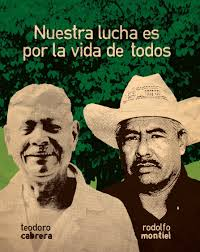 Nuestra lucha es
por la vida de todos
teodoro
cabrera
rodolfo
montiel